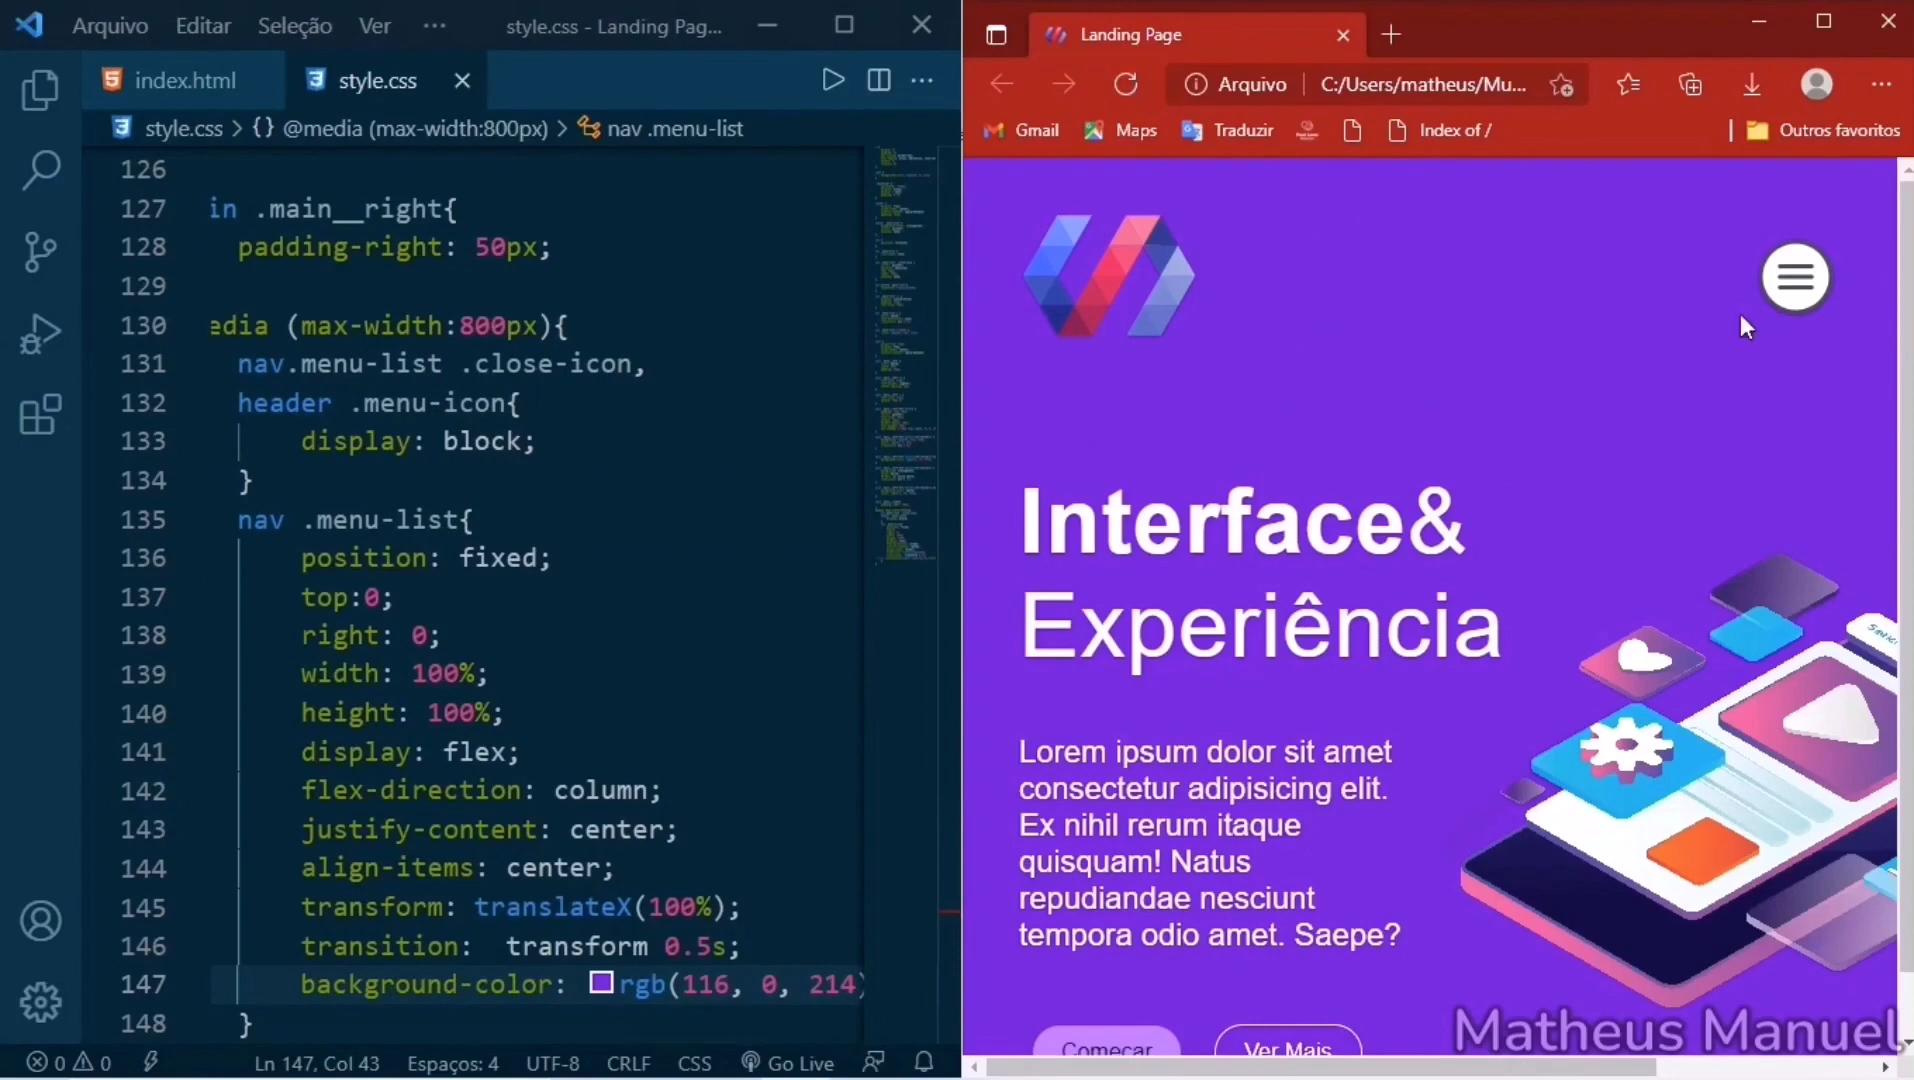 Arquivo Editar Seleção Ver ··· style.css - Landing Pag...
index.html style.css
style.css > {} @media (max-width:800px) > nav .menu-list
126
127 in .main__right{
128 padding-right: 50px;
129
130 edia (max-width:800px){
131 nav.menu-list .close-icon,
132 header .menu-icon{
133 display: block;
134 }
135 nav .menu-list{
136 position: fixed;
137 top:0;
138 right: 0;
139 width: 100%;
140 height: 100%;
141 display: flex;
142 flex-direction: column;
143 justify-content: center;
144 align-items: center;
145 transform: translateX(100%);
146 transition:  transform 0.5s;
147 background-color: rgb(116, 0, 214)
148 }
0 0 Ln 147, Col 43 Espaços: 4 UTF-8 CRLF CSS Go Live
Landing Page
Arquivo C:/Users/matheus/Mu...
Gmail Maps Traduzir Index of / Outros favoritos
Interface&
Experiência
Lorem ipsum dolor sit amet
consectetur adipisicing elit.
Ex nihil rerum itaque
quisquam! Natus
repudiandae nesciunt
tempora odio amet. Saepe?
Começar Ver Mais
Matheus Manuel